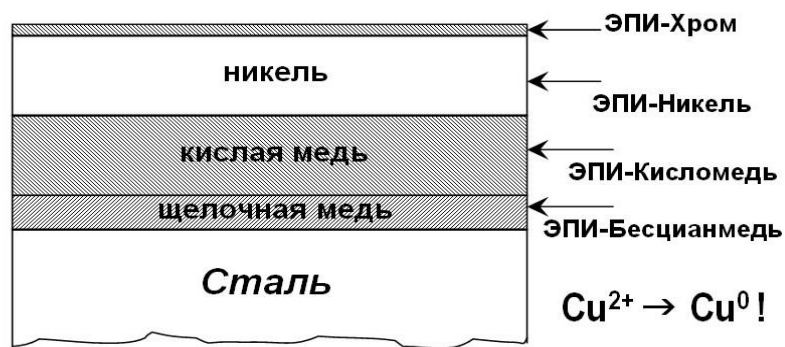 ЭПИ-Хром
никель
ЭПИ-Никель
кислая медь
ЭПИ-Кисломедь
щелочная медь
ЭПИ-Бесцианмедь
Сталь
Cu²⁺ → Cu⁰ !